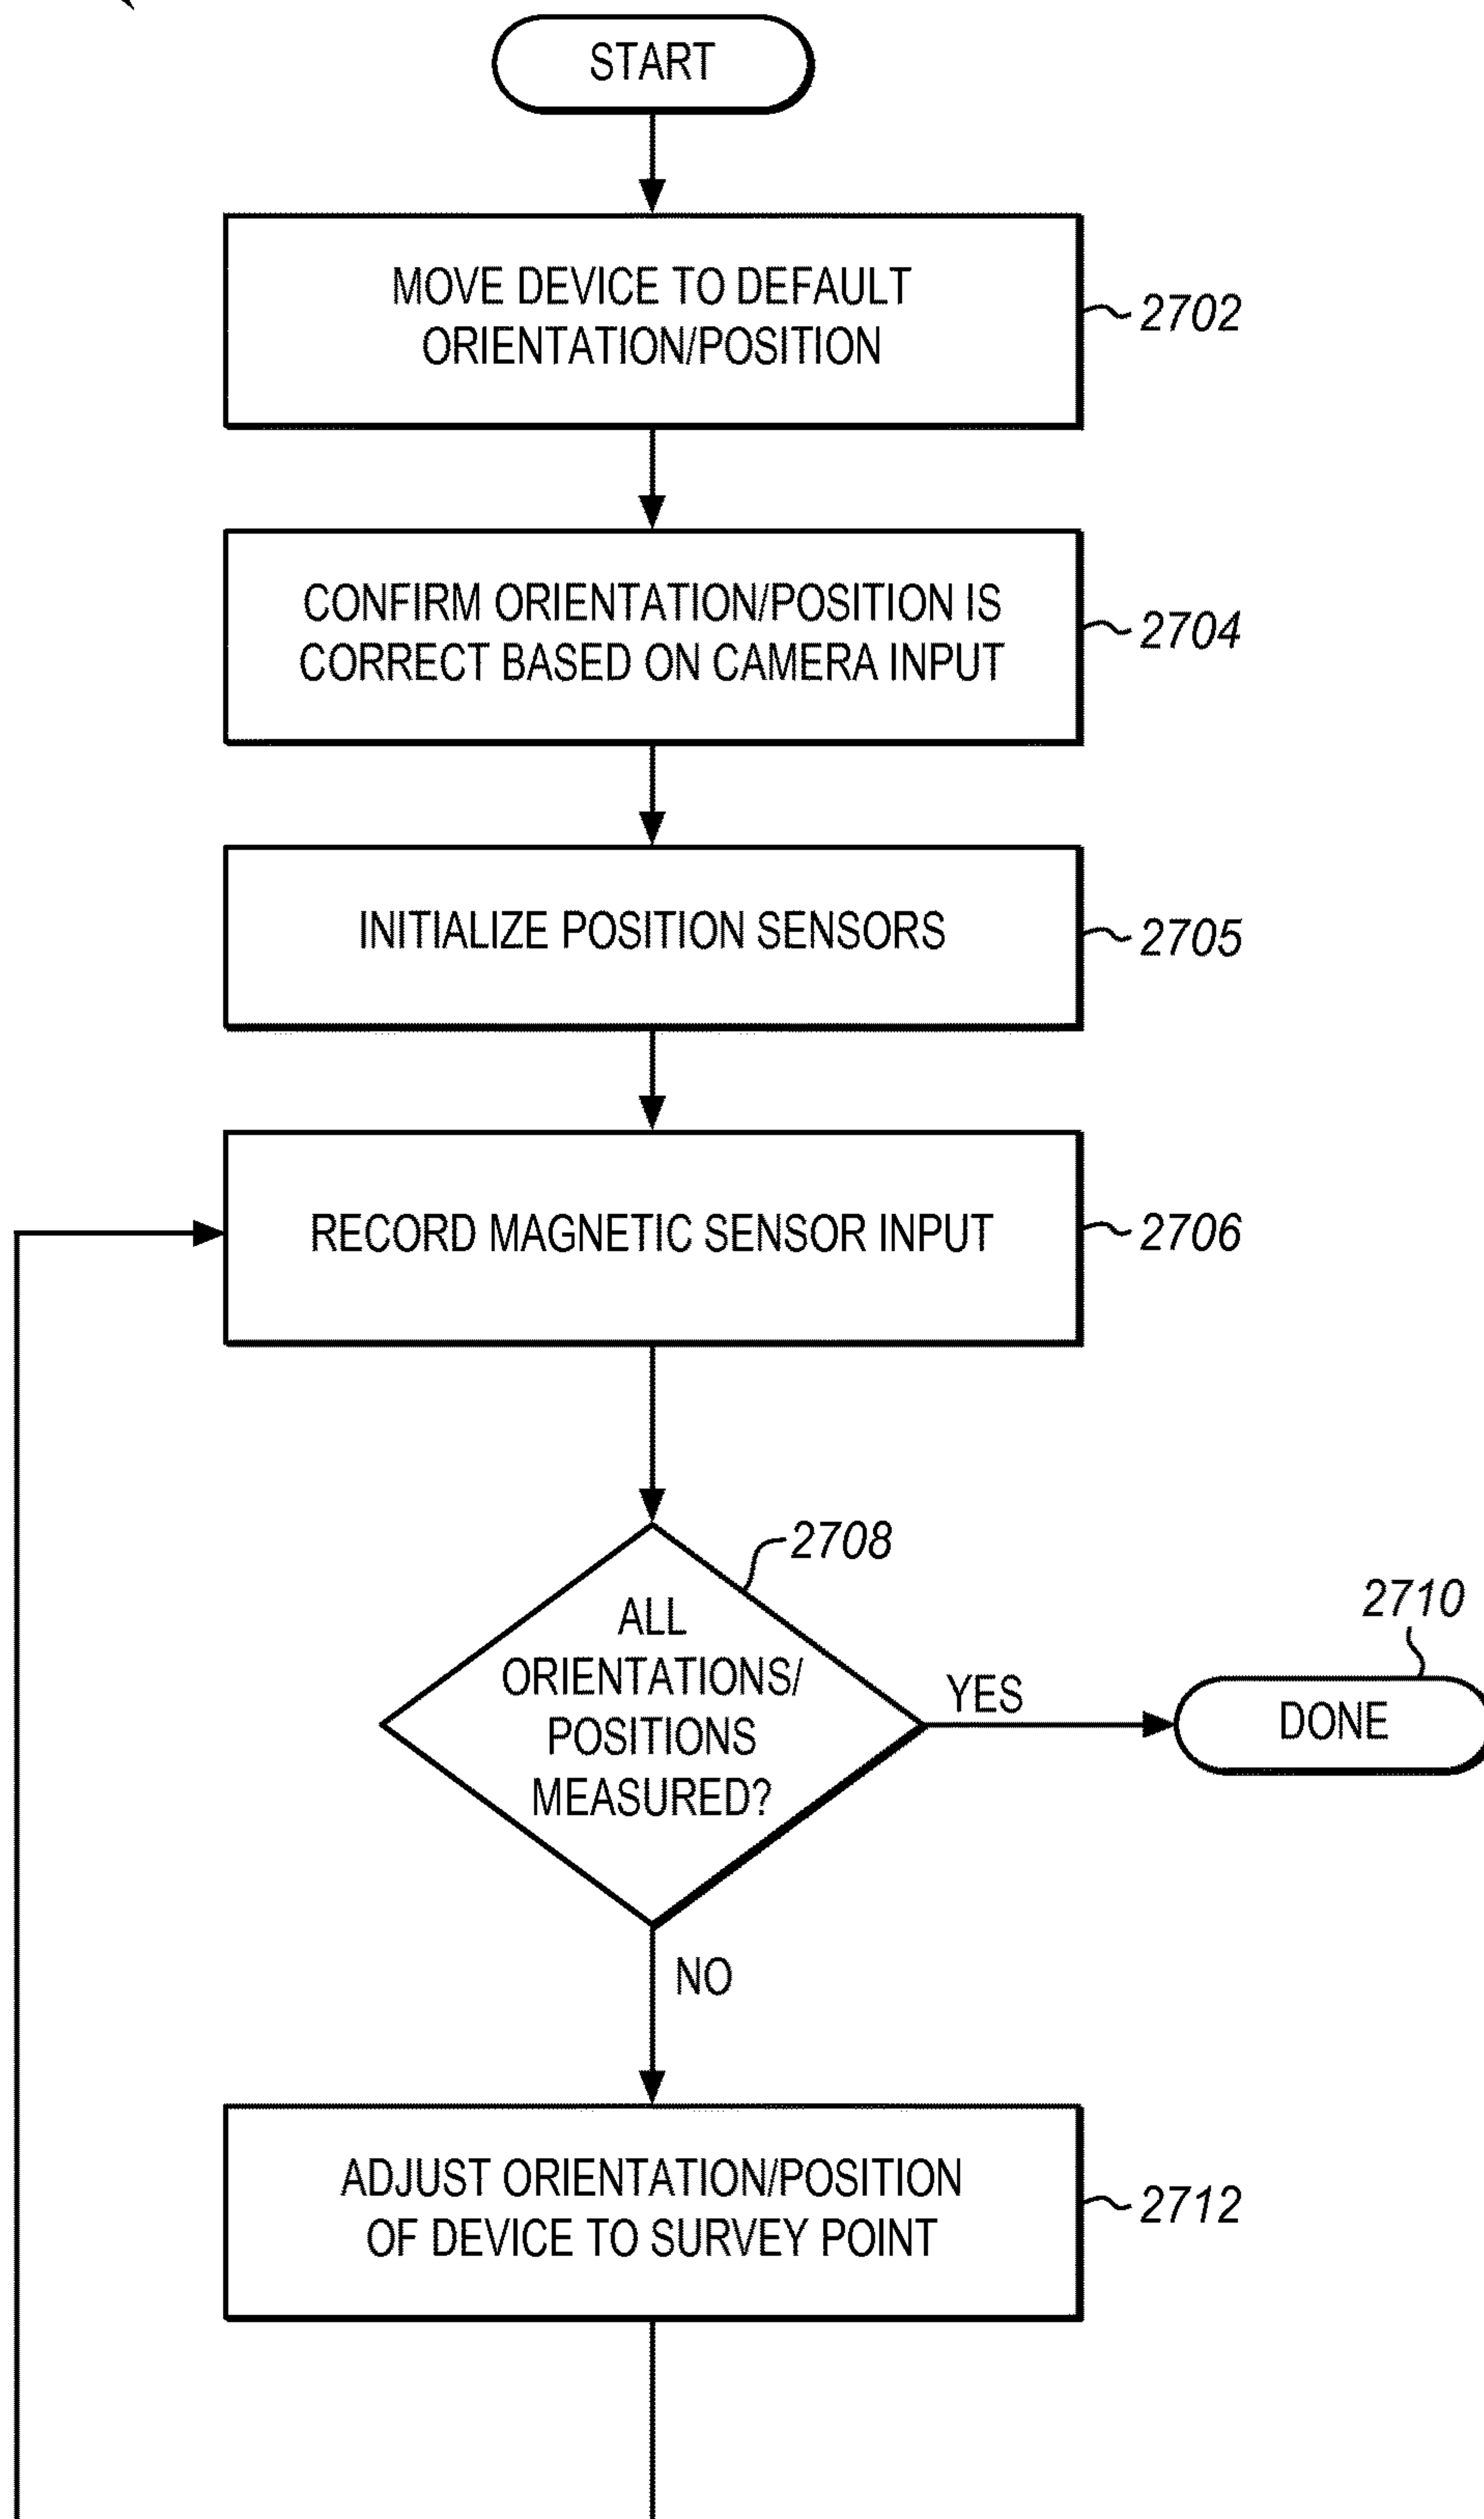 START
MOVE DEVICE TO DEFAULT
ORIENTATION/POSITION
2702
CONFIRM ORIENTATION/POSITION IS
CORRECT BASED ON CAMERA INPUT
2704
INITIALIZE POSITION SENSORS
2705
RECORD MAGNETIC SENSOR INPUT
2706
2708
ALL
ORIENTATIONS/
POSITIONS
MEASURED?
YES
2710
DONE
NO
ADJUST ORIENTATION/POSITION
OF DEVICE TO SURVEY POINT
2712